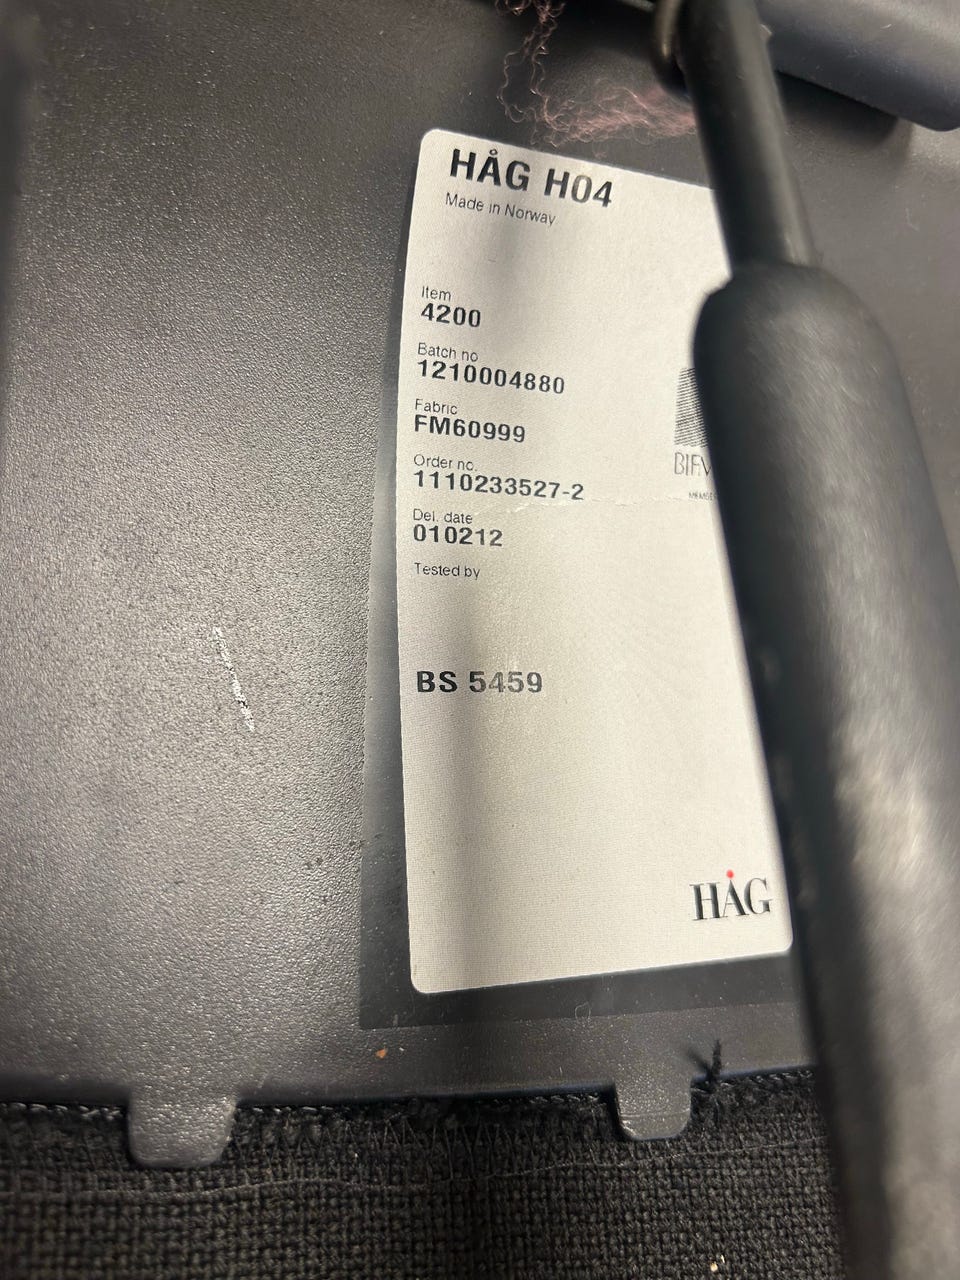 HÅG H04
Made in Norway
Item
4200
Batch no
1210004880
Fabric
FM60999
Order no.
1110233527-2
Del. date
010212
Tested by
BS 5459
HÅG